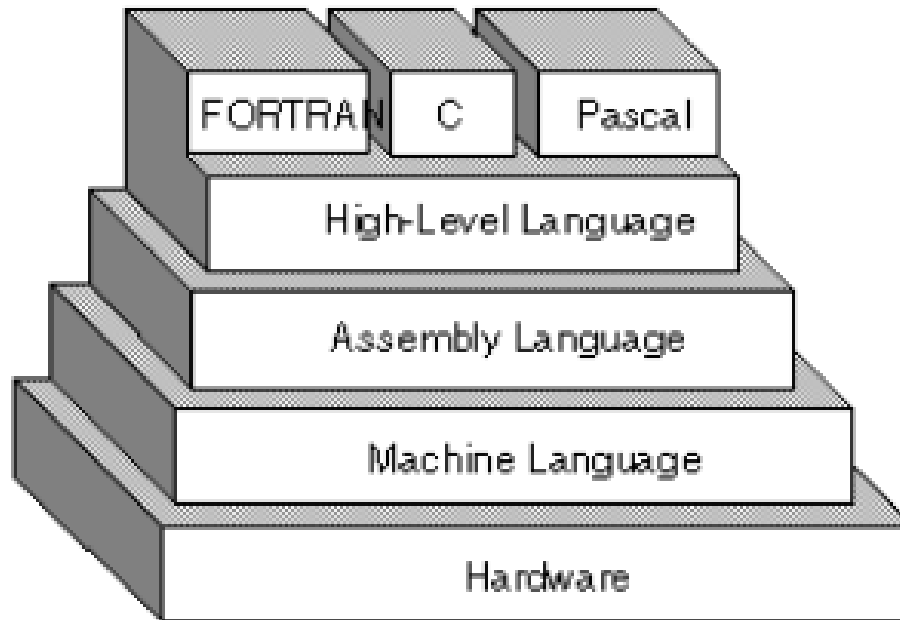 FORTRAN C Pascal
High-Level Language
Assembly Language
Machine Language
Hardware